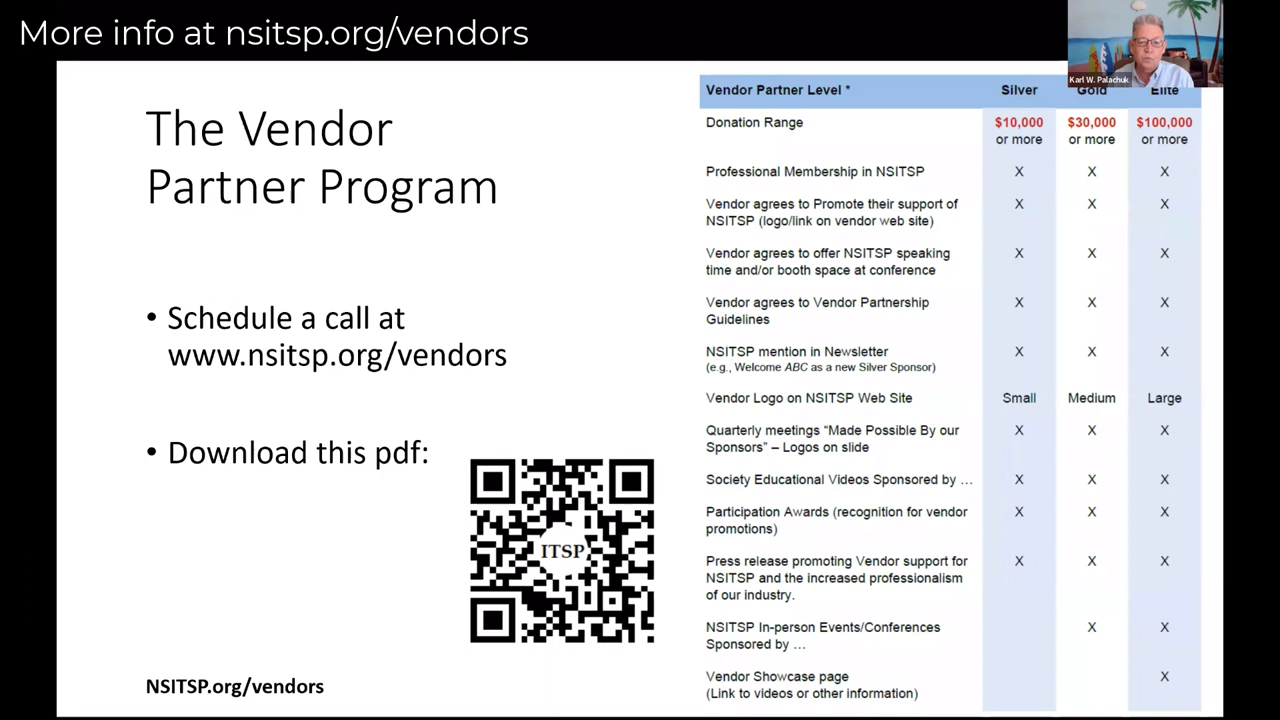 More info at nsitsp.org/vendors
Karl W. Palachuk
The Vendor
Partner Program
• Schedule a call at
www.nsitsp.org/vendors
• Download this pdf:
ITSP
NSITSP.org/vendors
Vendor Partner Level * Silver Gold Elite
Donation Range $10,000 $30,000 $100,000
or more or more or more
Professional Membership in NSITSP X X X
Vendor agrees to Promote their support of X X X
NSITSP (logo/link on vendor web site)
Vendor agrees to offer NSITSP speaking X X X
time and/or booth space at conference
Vendor agrees to Vendor Partnership X X X
Guidelines
NSITSP mention in Newsletter X X X
(e.g., Welcome ABC as a new Silver Sponsor)
Vendor Logo on NSITSP Web Site Small Medium Large
Quarterly meetings “Made Possible By our X X X
Sponsors” – Logos on slide
Society Educational Videos Sponsored by … X X X
Participation Awards (recognition for vendor X X X
promotions)
Press release promoting Vendor support for X X X
NSITSP and the increased professionalism
of our industry.
NSITSP In-person Events/Conferences X X
Sponsored by …
Vendor Showcase page X
(Link to videos or other information)